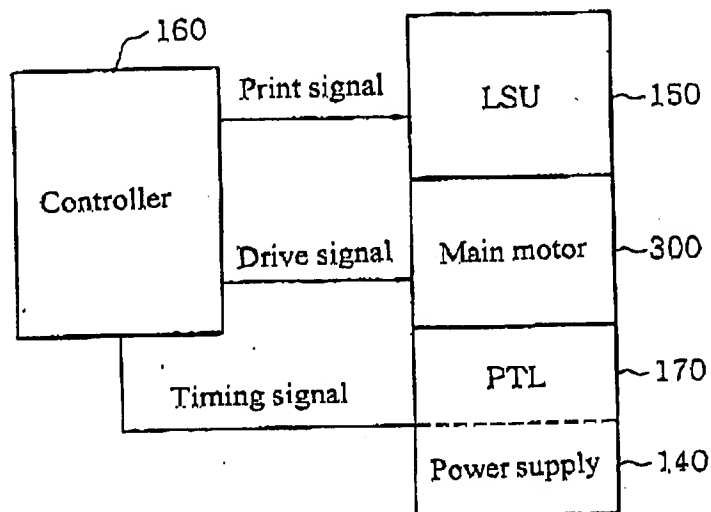 160
Print signal
LSU
150
Controller
Drive signal
Main motor
300
Timing signal
PTL
170
Power supply
140